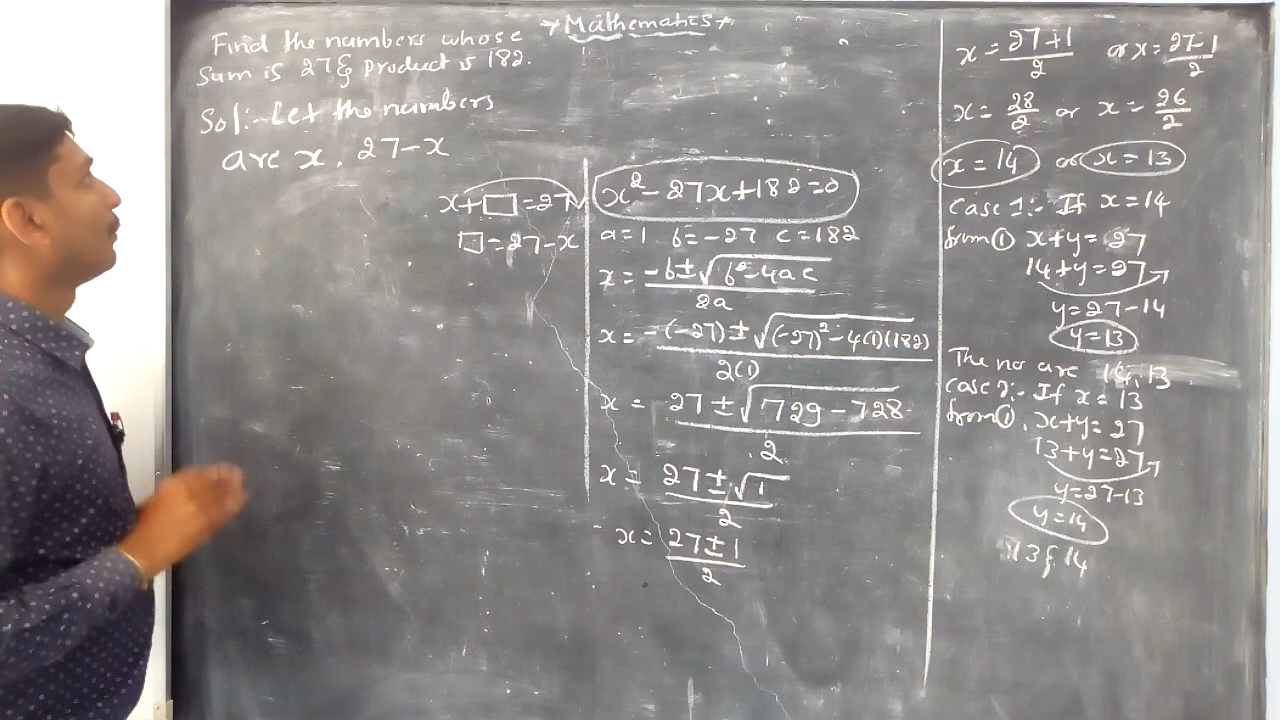 Mathematics
Find the numbers whose
sum is 27 & product is 182.
Sol:- Let the numbers
are x, 27-x
x+□=27
□=27-x
x²-27x+182=0
a=1 b=-27 c=182
x = -b±√b²-4ac / 2a
x = -(-27)±√(-27)²-4(1)(182) / 2(1)
x = 27±√729-728 / 2
x = 27±√1 / 2
x = 27±1 / 2
x = 27+1 / 2 or x = 27-1 / 2
x = 28/2 or x = 26/2
x=14 or x=13
Case 1:- If x=14
from ① x+y=27
14+y=27
y=27-14
y=13
The no are 14, 13
Case 2:- If x=13
from ①, x+y=27
13+y=27
y=27-13
y=14
13 & 14